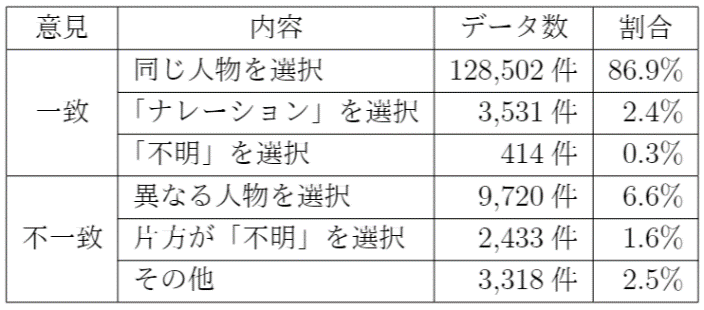 意見 内容 データ数 割合
同じ人物を選択 128,502 件 86.9%
一致 「ナレーション」を選択 3,531 件 2.4%
「不明」を選択 414 件 0.3%
異なる人物を選択 9,720 件 6.6%
不一致 片方が「不明」を選択 2,433 件 1.6%
その他 3,318 件 2.5%